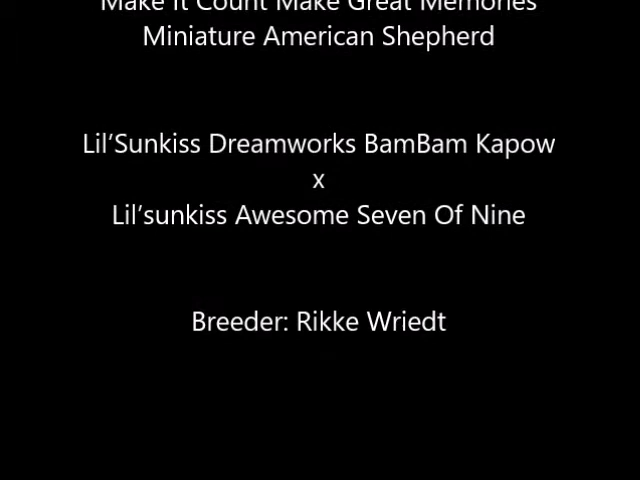 Make It Count Make Great Memories
Miniature American Shepherd
Lil’Sunkiss Dreamworks BamBam Kapow
x
Lil’sunkiss Awesome Seven Of Nine
Breeder: Rikke Wriedt